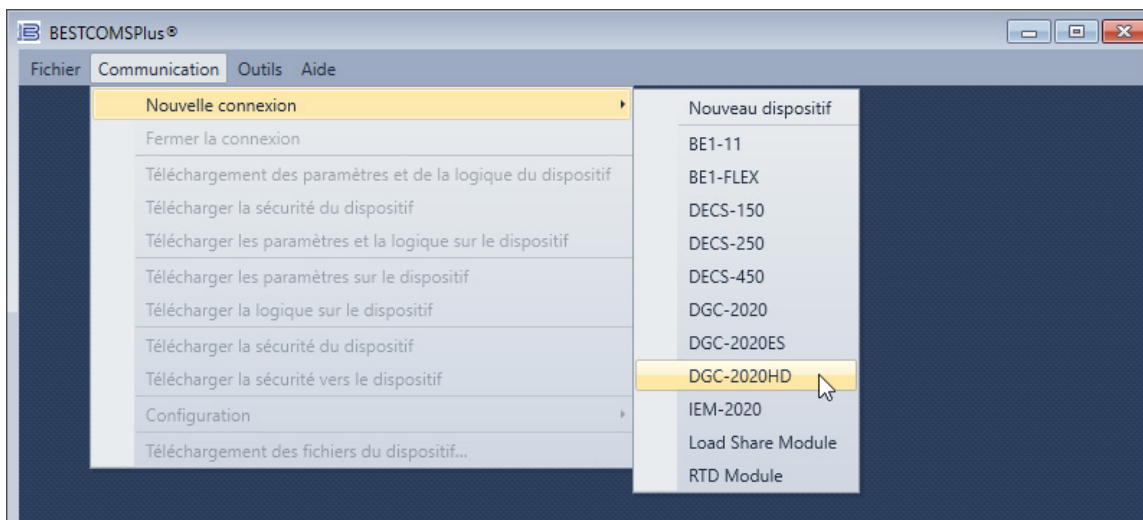 BESTCOMSPlus®
Fichier Communication Outils Aide
Nouvelle connexion
Fermer la connexion
Téléchargement des paramètres et de la logique du dispositif
Télécharger la sécurité du dispositif
Télécharger les paramètres et la logique sur le dispositif
Télécharger les paramètres sur le dispositif
Télécharger la logique sur le dispositif
Télécharger la sécurité du dispositif
Télécharger la sécurité vers le dispositif
Configuration
Téléchargement des fichiers du dispositif...
Nouveau dispositif
BE1-11
BE1-FLEX
DECS-150
DECS-250
DECS-450
DGC-2020
DGC-2020ES
DGC-2020HD
IEM-2020
Load Share Module
RTD Module